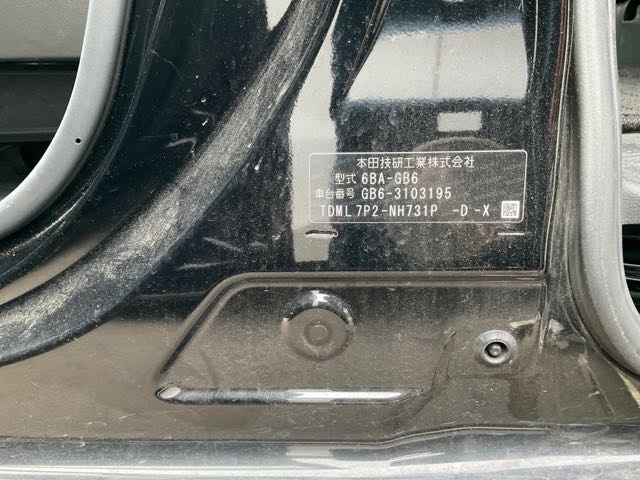 本田技研工業株式会社
型式 6BA-GB6
車台番号 GB6-3103195
TDML 7P2-NH731P -D -X